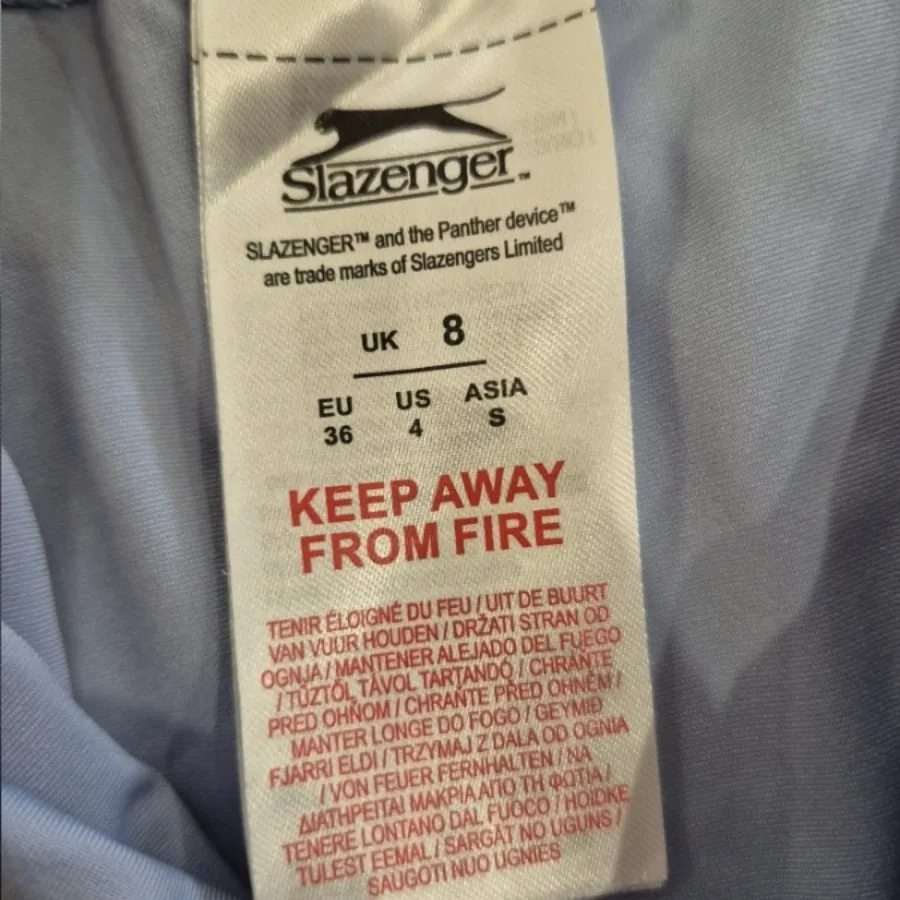 Slazenger™
SLAZENGER™ and the Panther device™
are trade marks of Slazengers Limited
UK 8
EU US ASIA
36 4 S
KEEP AWAY
FROM FIRE
TENIR ÉLOIGNÉ DU FEU / UIT DE BUURT
VAN VUUR HOUDEN / DRŽATI STRAN OD
OGNJA / MANTENER ALEJADO DEL FUEGO
/ TŰZTŐL TÁVOL TARTANDÓ / CHRÁNTE
PRED OHŇOM / CHRAŇTE PŘED OHNĚM /
MANTER LONGE DO FOGO / GEYMIÐ
FJARRI ELDI / TRZYMAJ Z DALA OD OGNIA
/ VON FEUER FERNHALTEN / ΝΑ
ΔΙΑΤΗΡΕΙΤΑΙ ΜΑΚΡΙΑ ΑΠΟ ΤΗ ΦΩΤΙΑ /
TENERE LONTANO DAL FUOCO / HOIDKE
TULEST EEMAL / SARGĀT NO UGUNS /
SAUGOTI NUO UGNIES